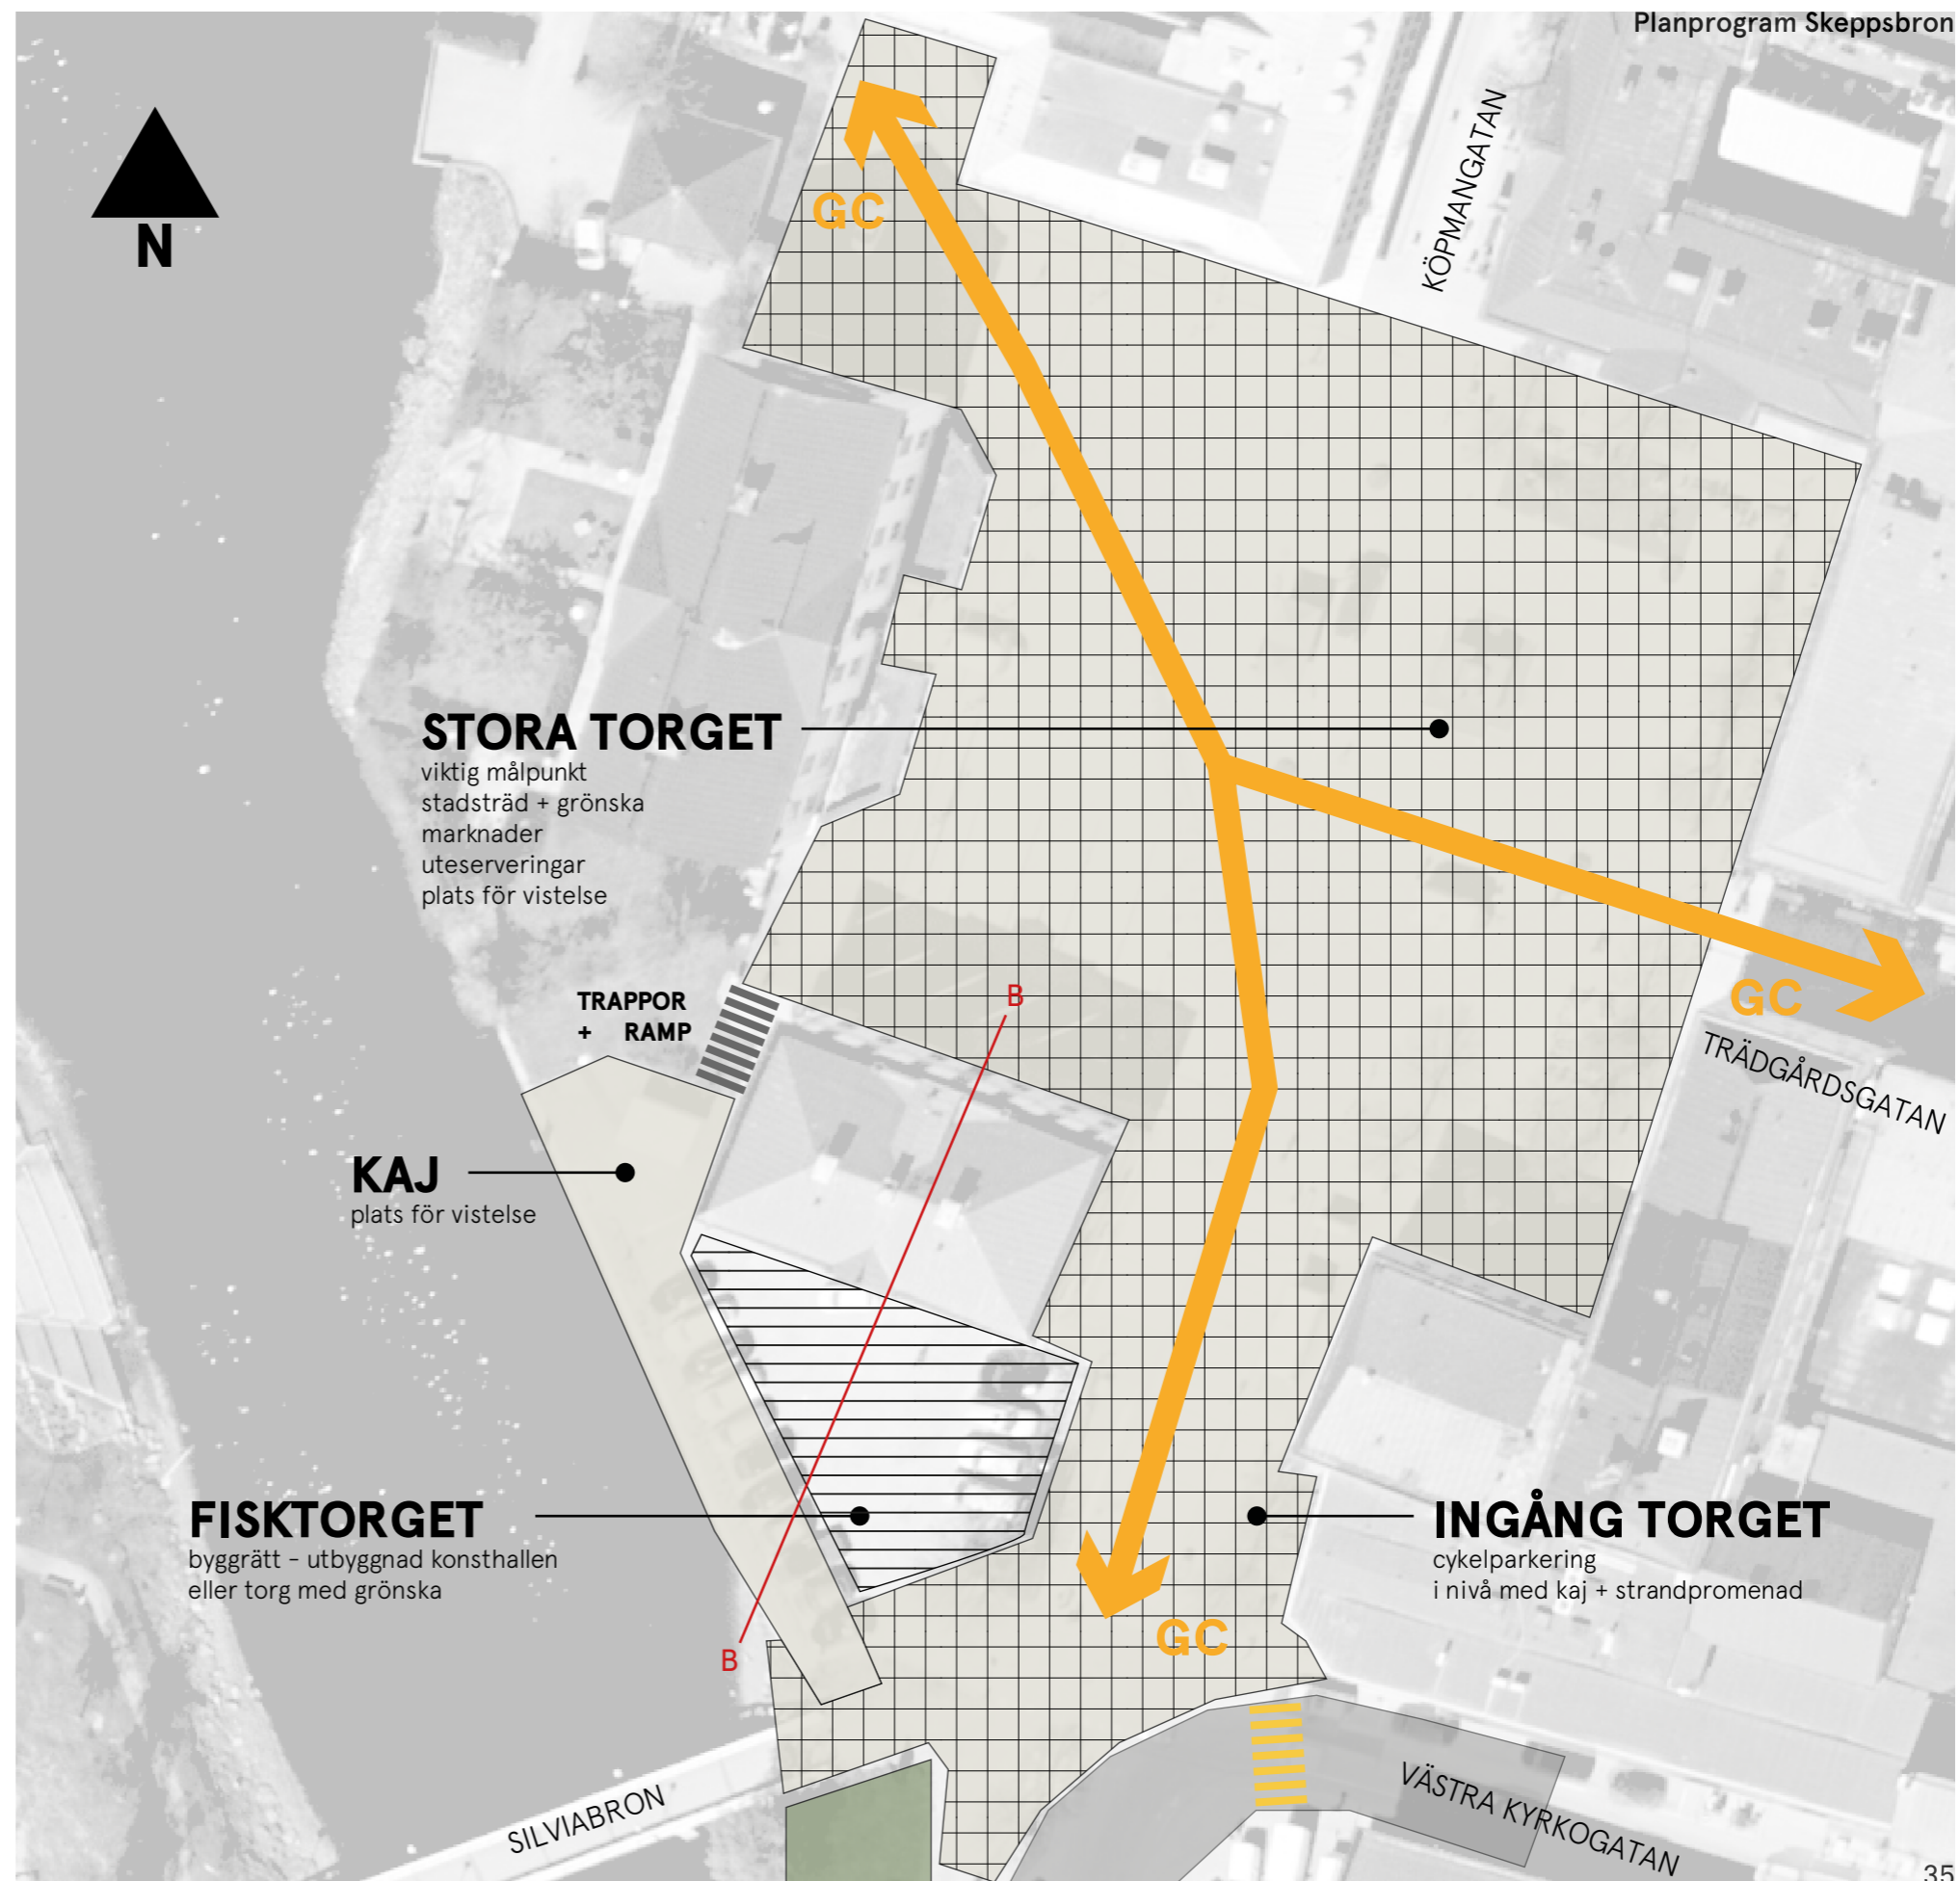 Planprogram Skeppsbron
N
GC
KÖPMANGATAN
STORA TORGET
viktig målpunkt
stadsträd + grönska
marknader
uteserveringar
plats för vistelse
GC
TRÄDGÅRDSGATAN
B
TRAPPOR
+ RAMP
KAJ
plats för vistelse
FISKTORGET
byggrätt - utbyggnad konsthallen
eller torg med grönska
INGÅNG TORGET
cykelparkering
i nivå med kaj + strandpromenad
GC
B
SILVIABRON
VÄSTRA KYRKOGATAN
35